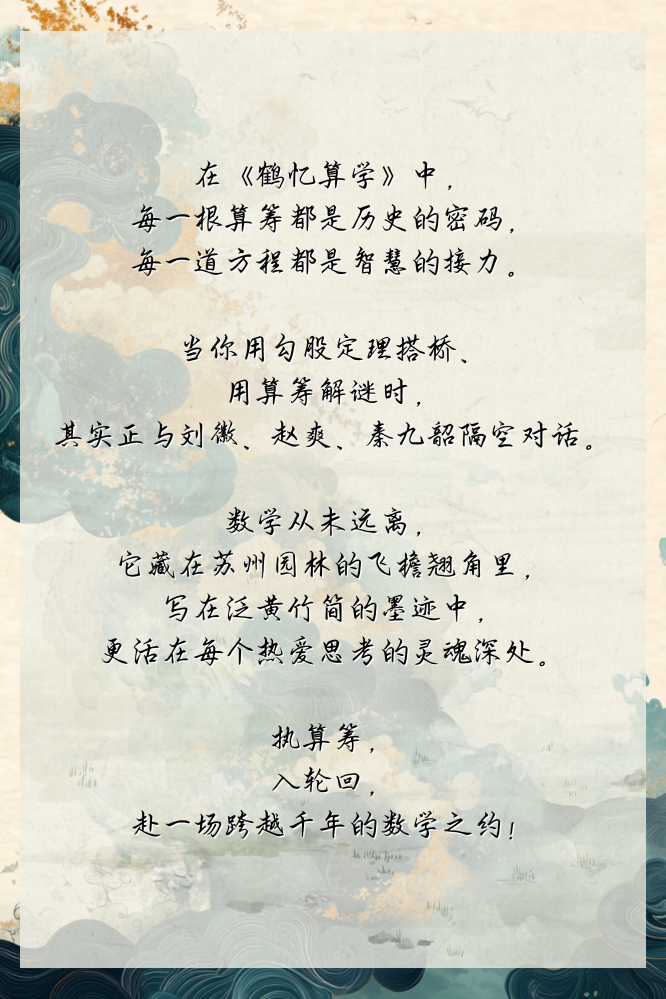 在《鹤忆算学》中，
每一根算筹都是历史的密码，
每一道方程都是智慧的接力。
当你用勾股定理搭桥、
用算筹解谜时，
其实正与刘徽、赵爽、秦九韶隔空对话。
数学从未远离，
它藏在苏州园林的飞檐翘角里，
写在泛黄竹简的墨迹中，
更活在每个热爱思考的灵魂深处。
执算筹，
入轮回，
赴一场跨越千年的数学之约！